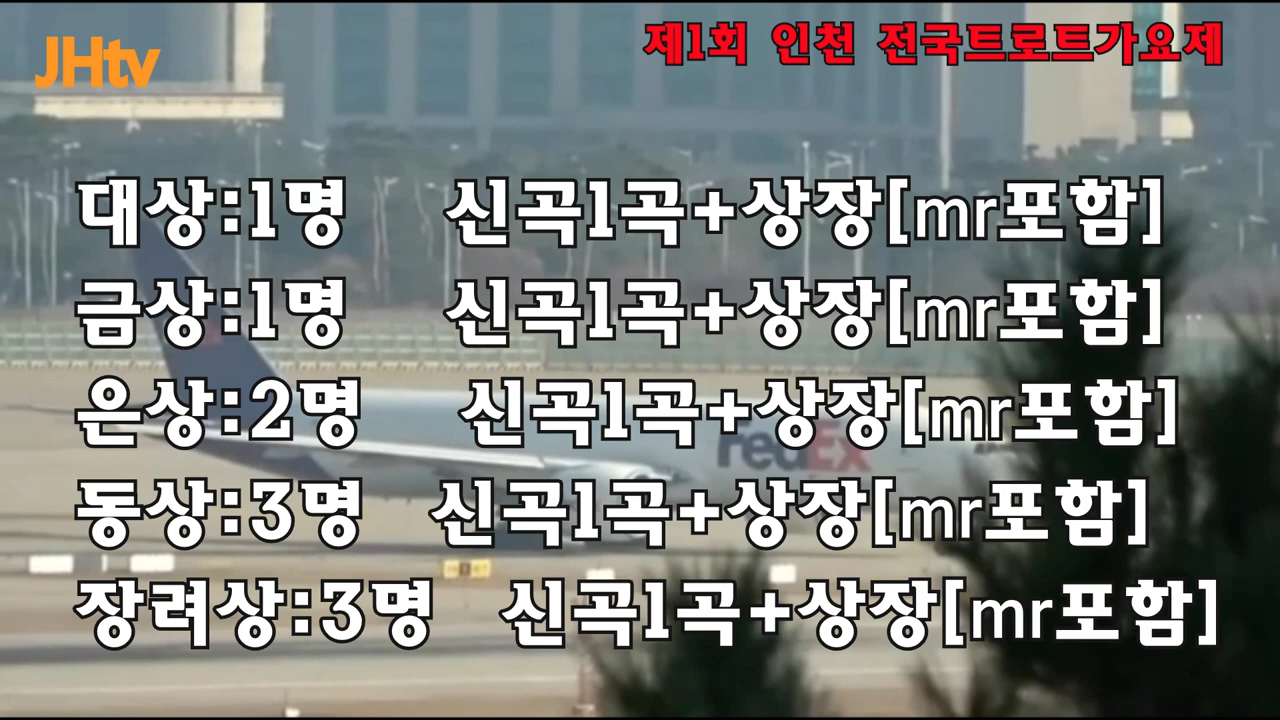 JHtv
제1회 인천 전국트로트가요제
대상:1명 신곡1곡+상장[mr포함]
금상:1명 신곡1곡+상장[mr포함]
은상:2명 신곡1곡+상장[mr포함]
FedEx
동상:3명 신곡1곡+상장[mr포함]
장려상:3명 신곡1곡+상장[mr포함]